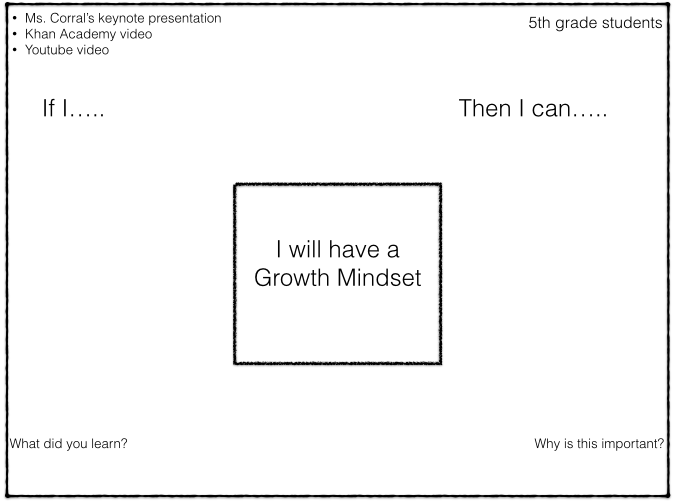 • Ms. Corral's keynote presentation
• Khan Academy video
• Youtube video
5th grade students
If I.....
Then I can.....
I will have a
Growth Mindset
What did you learn?
Why is this important?